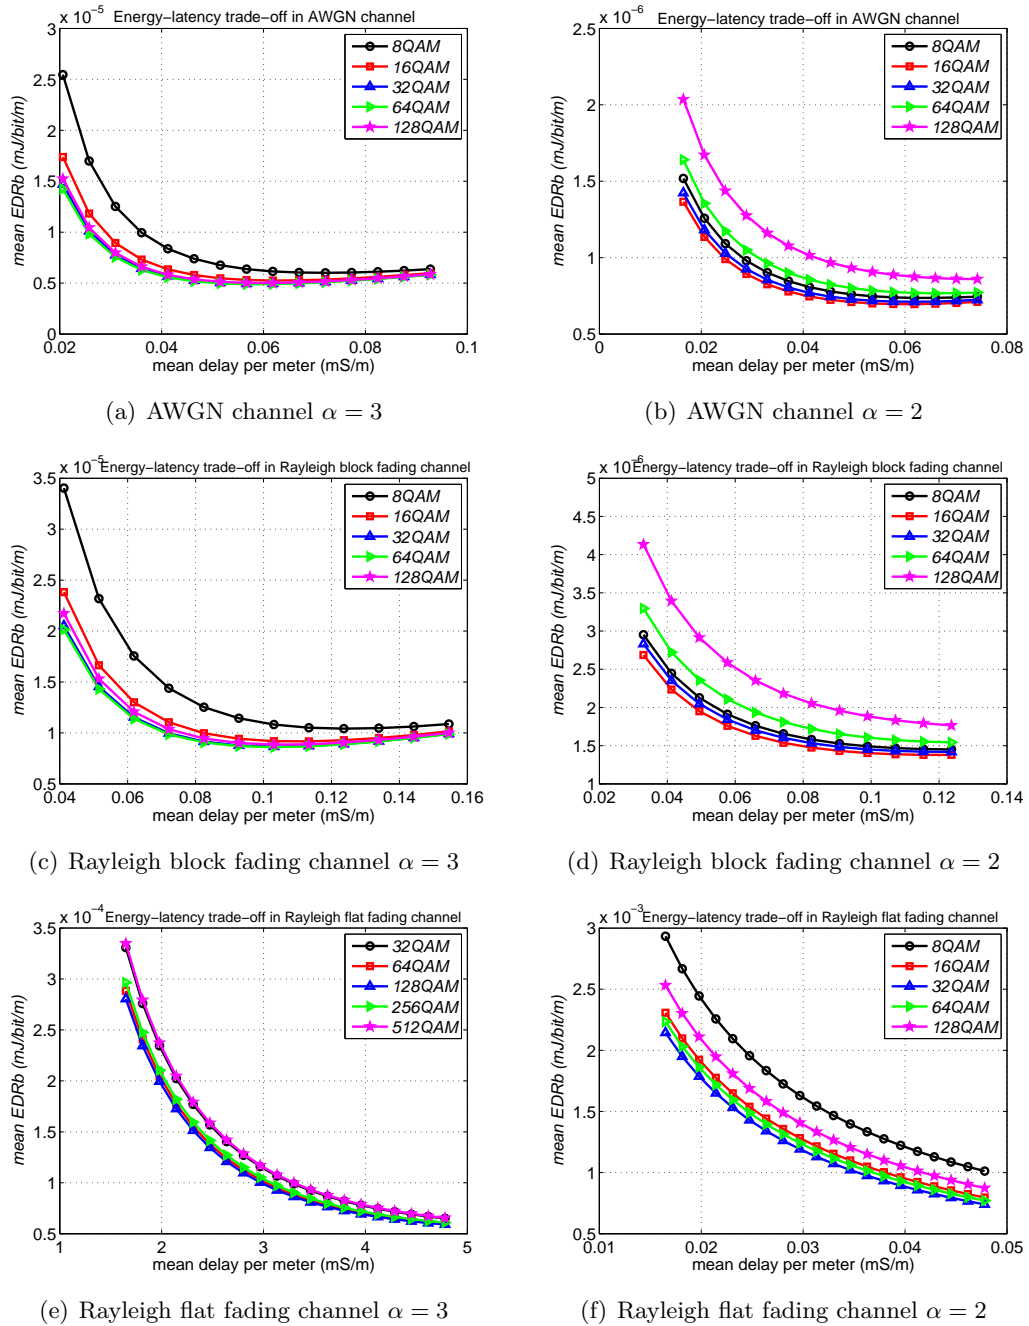 x 10⁻⁵
Energy−latency trade−off in AWGN channel
3
2.5
2
1.5
1
0.5
0
0.02
0.04
0.06
0.08
0.1
mean EDRb (mJ/bit/m)
mean delay per meter (mS/m)
8QAM
16QAM
32QAM
64QAM
128QAM
(a) AWGN channel α = 3
x 10⁻⁶
Energy−latency trade−off in AWGN channel
2.5
2
1.5
1
0.5
0
0.02
0.04
0.06
0.08
mean EDRb (mJ/bit/m)
mean delay per meter (mS/m)
8QAM
16QAM
32QAM
64QAM
128QAM
(b) AWGN channel α = 2
x 10⁻⁵
Energy−latency trade−off in Rayleigh block fading channel
3.5
3
2.5
2
1.5
1
0.5
0.04
0.06
0.08
0.1
0.12
0.14
0.16
mean EDRb (mJ/bit/m)
mean delay per meter (mS/m)
8QAM
16QAM
32QAM
64QAM
128QAM
(c) Rayleigh block fading channel α = 3
x 10⁻⁶
Energy−latency trade−off in Rayleigh block fading channel
5
4.5
4
3.5
3
2.5
2
1.5
1
0.02
0.04
0.06
0.08
0.1
0.12
0.14
mean EDRb (mJ/bit/m)
mean delay per meter (mS/m)
8QAM
16QAM
32QAM
64QAM
128QAM
(d) Rayleigh block fading channel α = 2
x 10⁻⁴
Energy−latency trade−off in Rayleigh flat fading channel
3.5
3
2.5
2
1.5
1
0.5
1
2
3
4
5
mean EDRb (mJ/bit/m)
mean delay per meter (mS/m)
32QAM
64QAM
128QAM
256QAM
512QAM
(e) Rayleigh flat fading channel α = 3
x 10⁻³
Energy−latency trade−off in Rayleigh flat fading channel
3
2.5
2
1.5
1
0.5
0.01
0.02
0.03
0.04
0.05
mean EDRb (mJ/bit/m)
mean delay per meter (mS/m)
8QAM
16QAM
32QAM
64QAM
128QAM
(f) Rayleigh flat fading channel α = 2